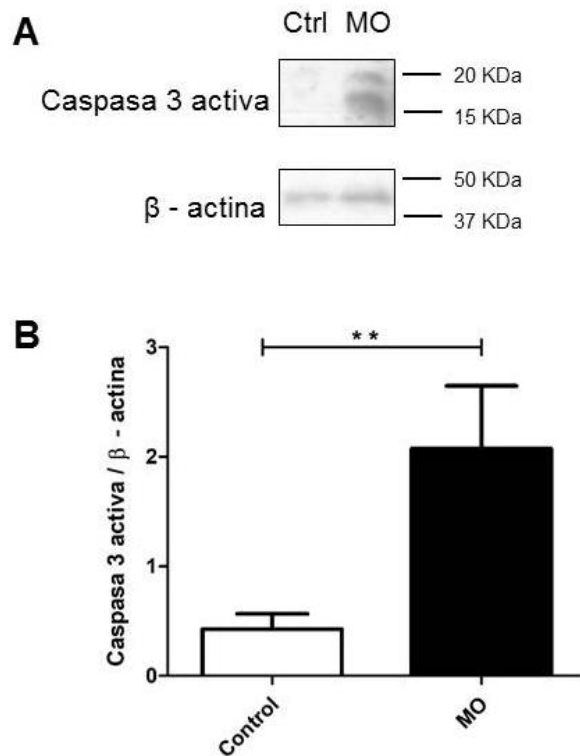 A
Ctrl MO
Caspasa 3 activa
20 KDa
15 KDa
β - actina
50 KDa
37 KDa
B
Caspasa 3 activa / β - actina
3
2
1
0
**
Control
MO